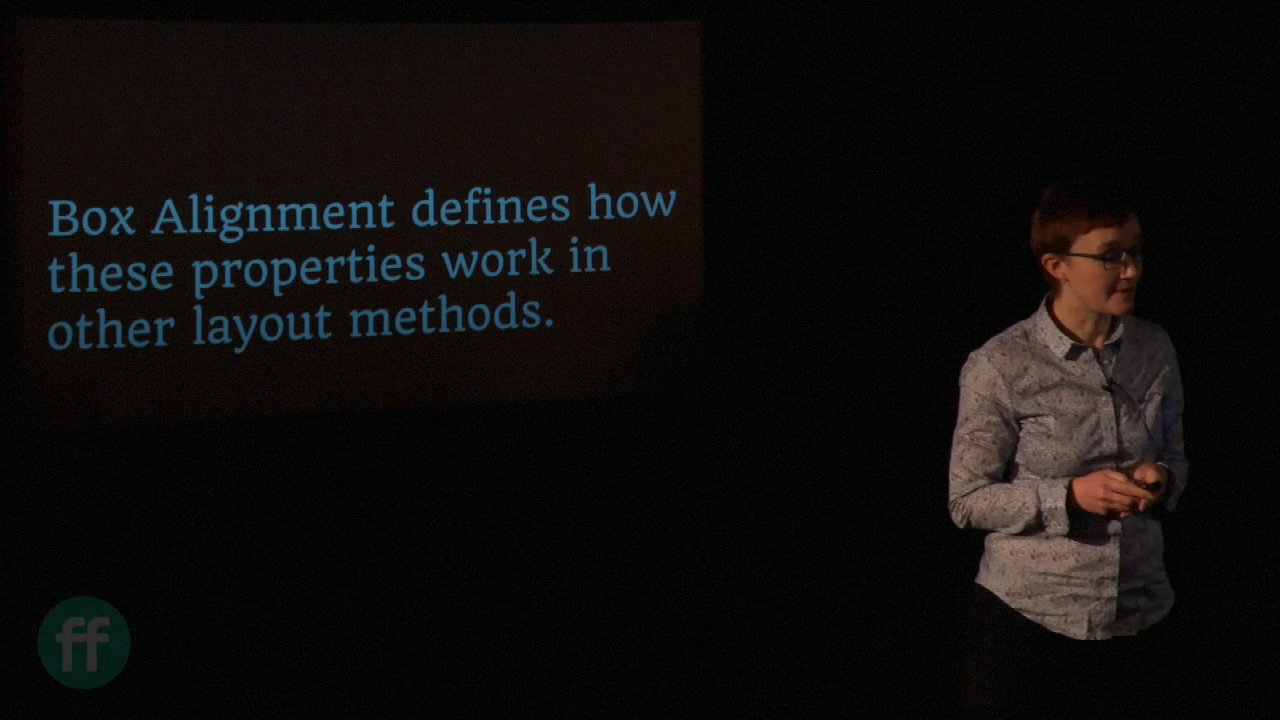 Box Alignment defines how
these properties work in
other layout methods.
ff